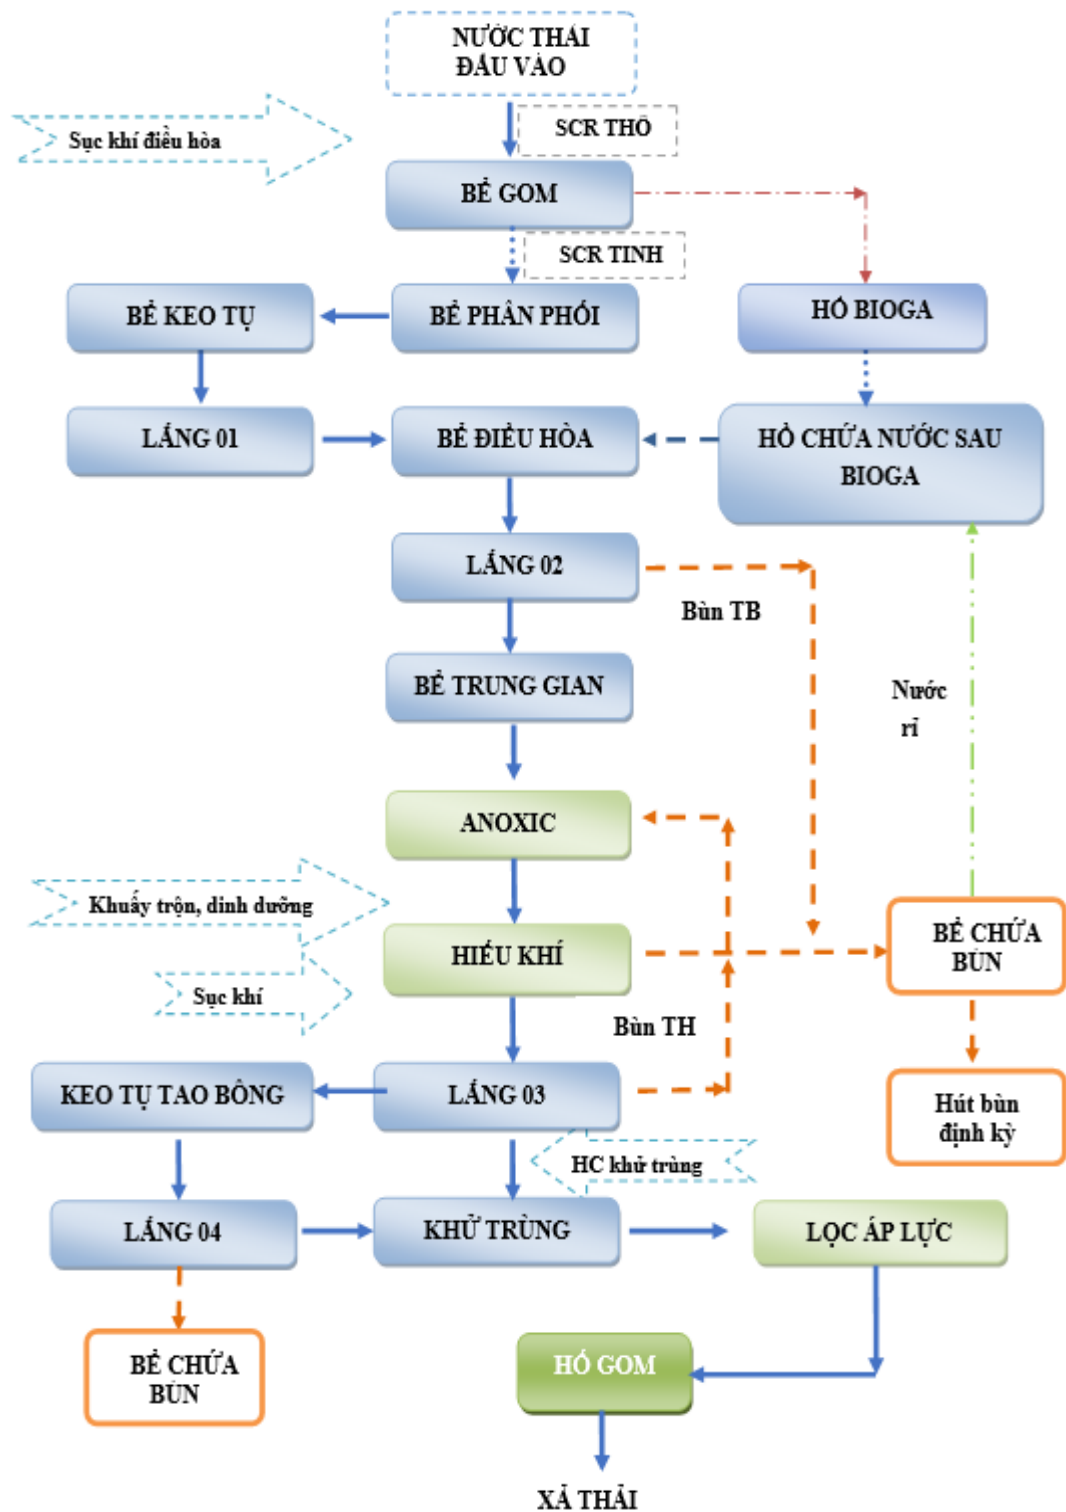 NƯỚC THẢI
ĐẦU VÀO
Sục khí điều hòa
SCR THÔ
BỂ GOM
SCR TINH
BỂ KEO TỤ
BỂ PHÂN PHỐI
HỒ BIOGA
LẮNG 01
BỂ ĐIỀU HÒA
HỒ CHỨA NƯỚC SAU
BIOGA
LẮNG 02
Bùn TB
BỂ TRUNG GIAN
Nước
rỉ
ANOXIC
Khuấy trộn, dinh dưỡng
HIẾU KHÍ
BỂ CHỨA
BÙN
Sục khí
Bùn TH
KEO TỤ TAO BÔNG
LẮNG 03
Hút bùn
định kỳ
HC khử trùng
LẮNG 04
KHỬ TRÙNG
LỌC ÁP LỰC
BỂ CHỨA
BÙN
HỐ GOM
XẢ THẢI